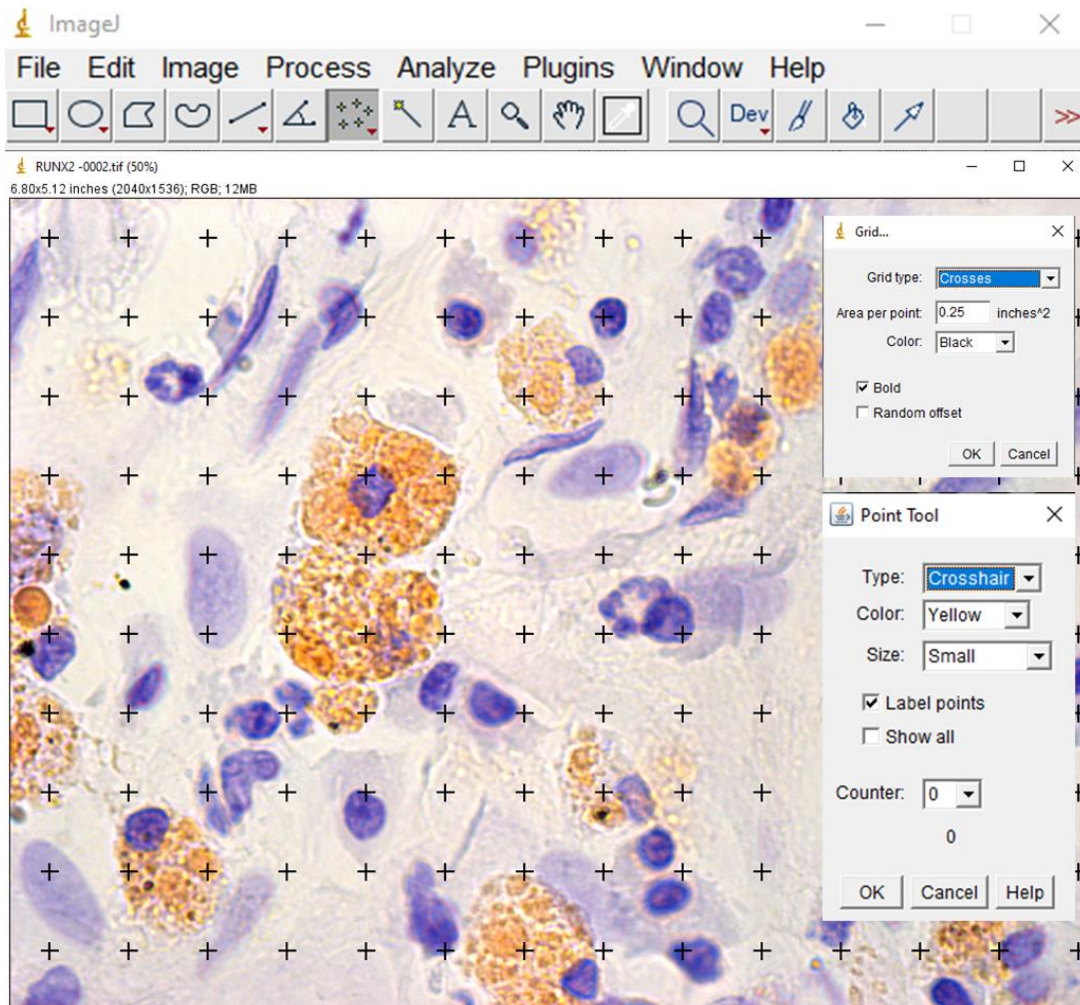 ImageJ
File Edit Image Process Analyze Plugins Window Help
A Dev >>
RUNX2 -0002.tif (50%)
6.80x5.12 inches (2040x1536); RGB; 12MB
Grid...
Grid type: Crosses
Area per point: 0.25 inches^2
Color: Black
Bold
Random offset
OK Cancel
Point Tool
Type: Crosshair
Color: Yellow
Size: Small
Label points
Show all
Counter: 0
0
OK Cancel Help